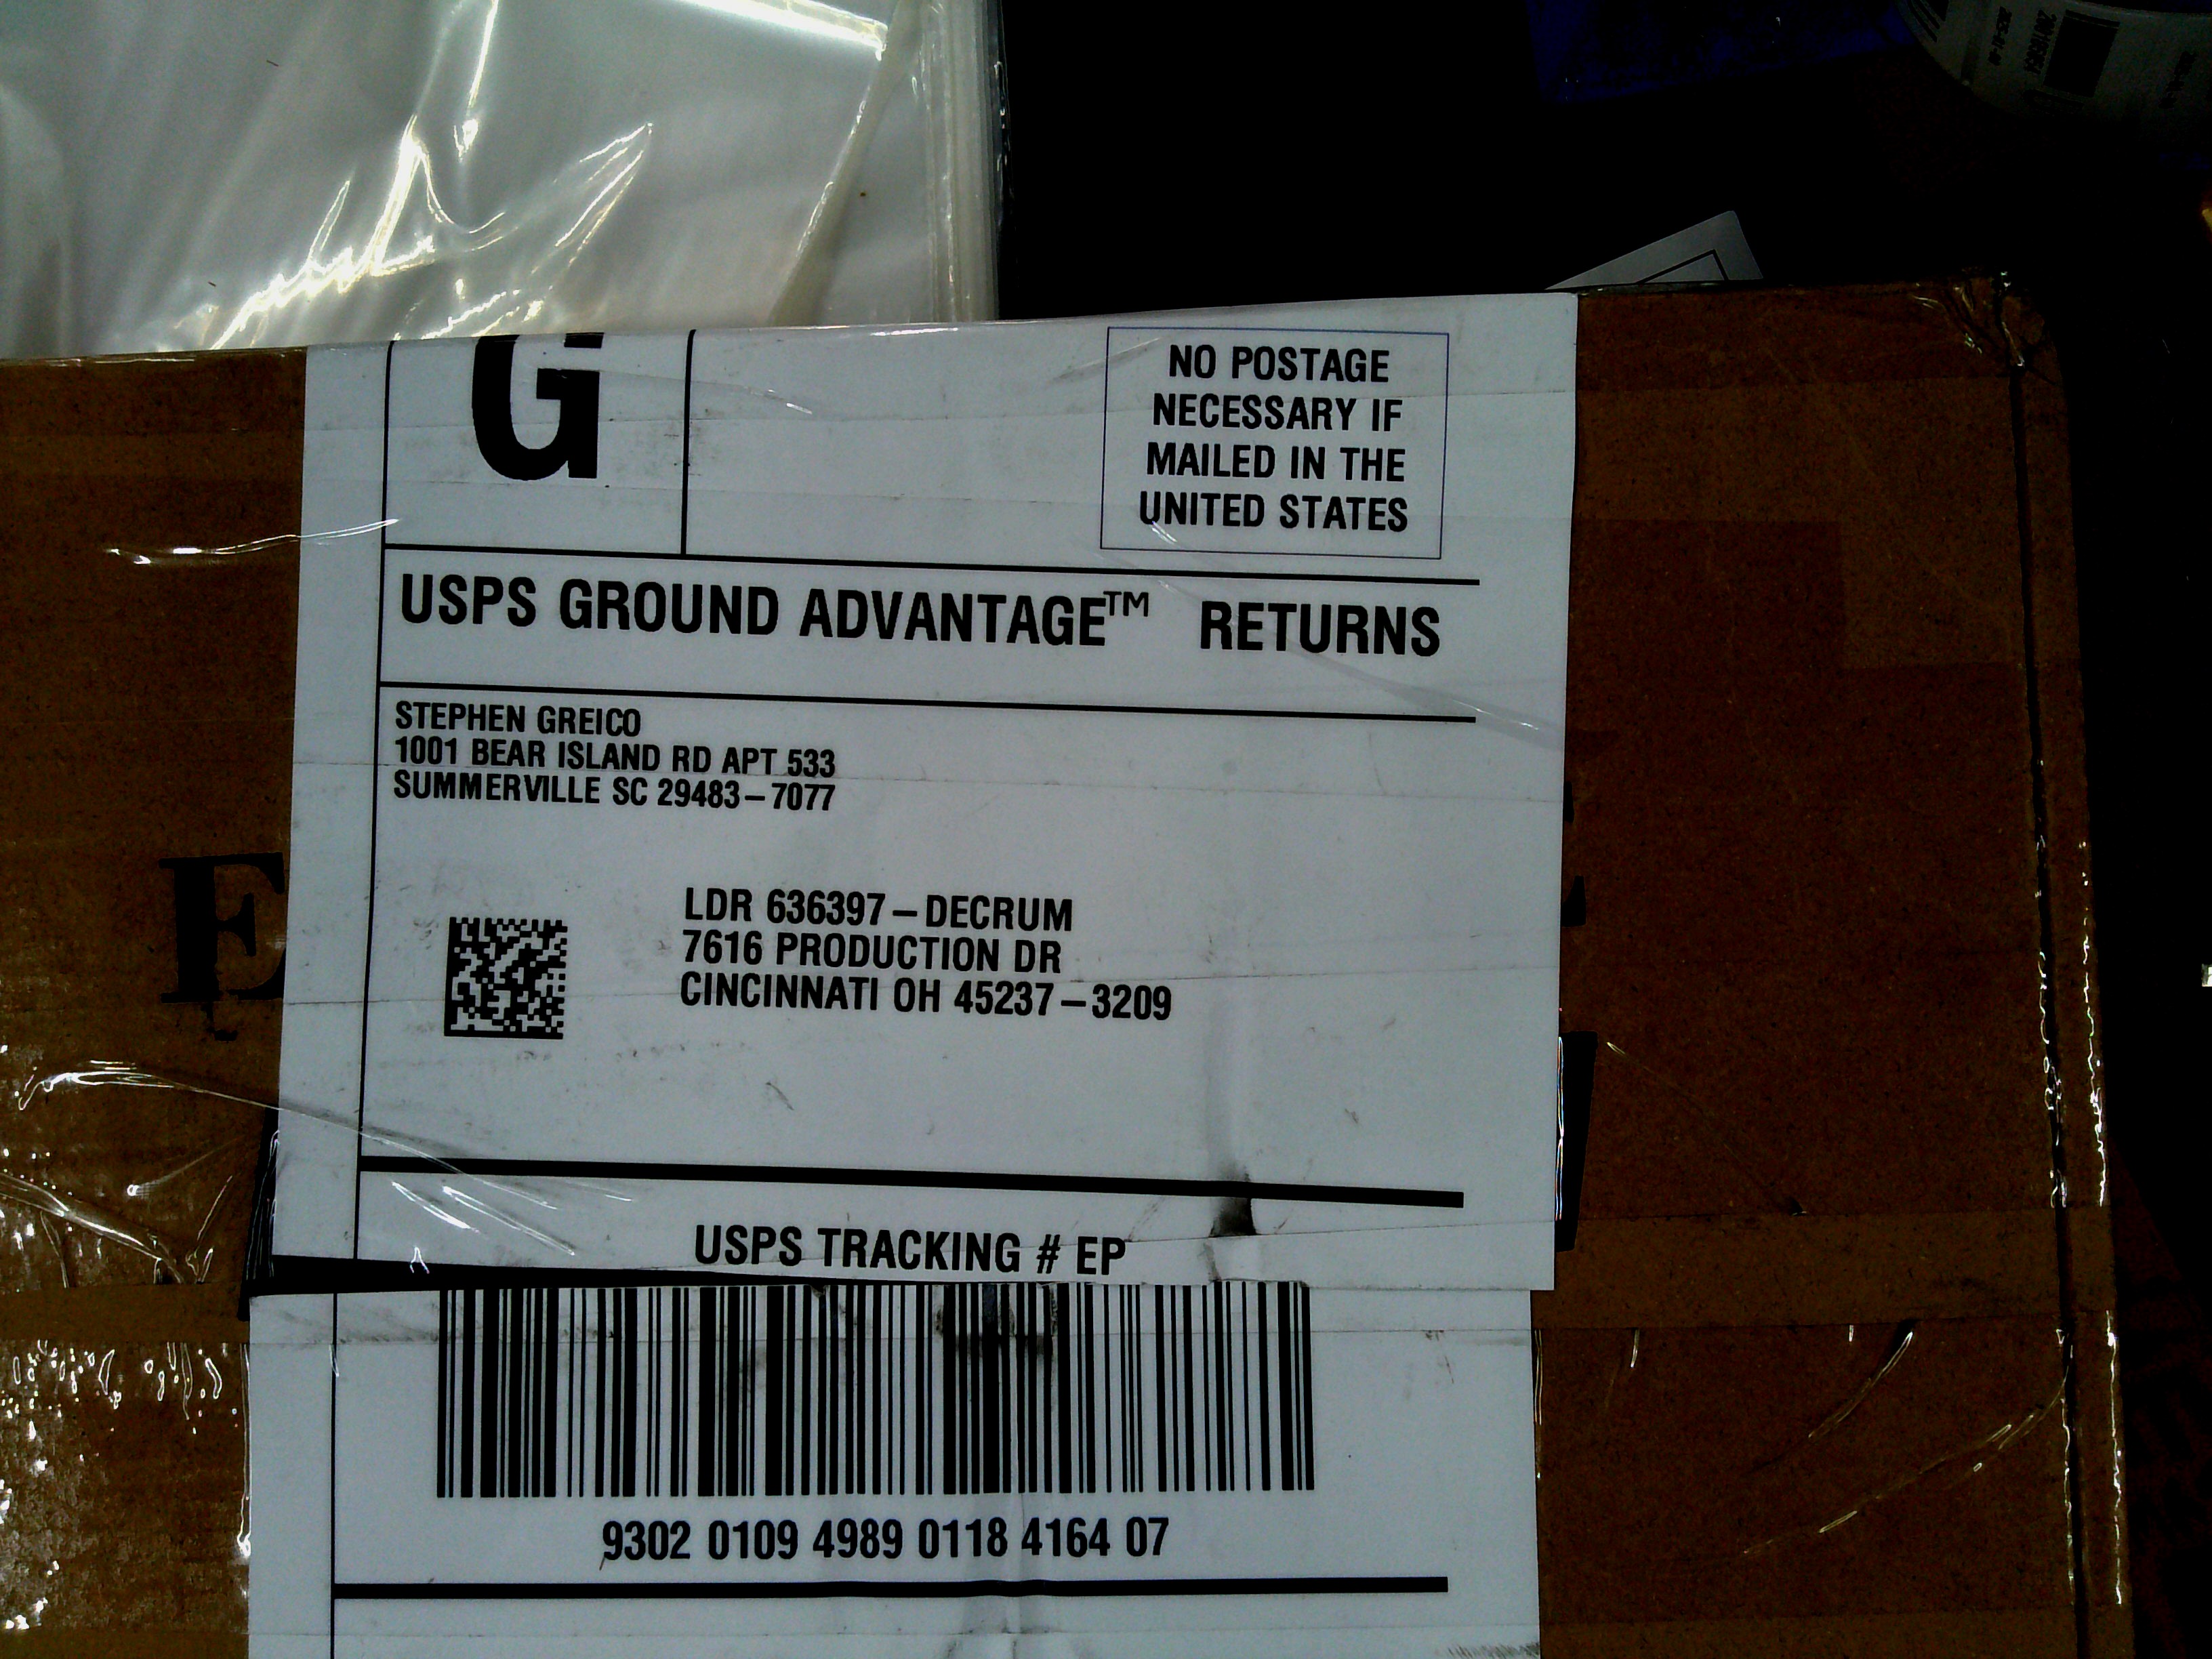 G
NO POSTAGE
NECESSARY IF
MAILED IN THE
UNITED STATES
USPS GROUND ADVANTAGE™ RETURNS
STEPHEN GREICO
1001 BEAR ISLAND RD APT 533
SUMMERVILLE SC 29483-7077
E
LDR 636397-DECRUM
7616 PRODUCTION DR
CINCINNATI OH 45237-3209
USPS TRACKING # EP
9302 0109 4989 0118 4164 07